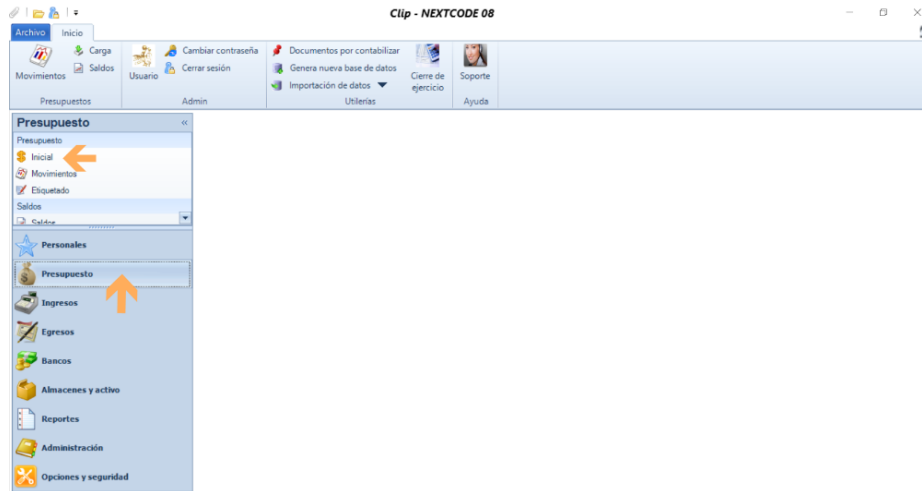 Clip - NEXTCODE 08
Archivo Inicio
Movimientos
Carga
Saldos
Presupuestos
Usuario
Cambiar contraseña
Cerrar sesión
Admin
Documentos por contabilizar
Genera nueva base de datos
Importación de datos
Cierre de
ejercicio
Utilerías
Soporte
Ayuda
Presupuesto «
Presupuesto
Inicial
Movimientos
Etiquetado
Saldos
Saldos
Personales
Presupuesto
Ingresos
Egresos
Bancos
Almacenes y activo
Reportes
Administración
Opciones y seguridad